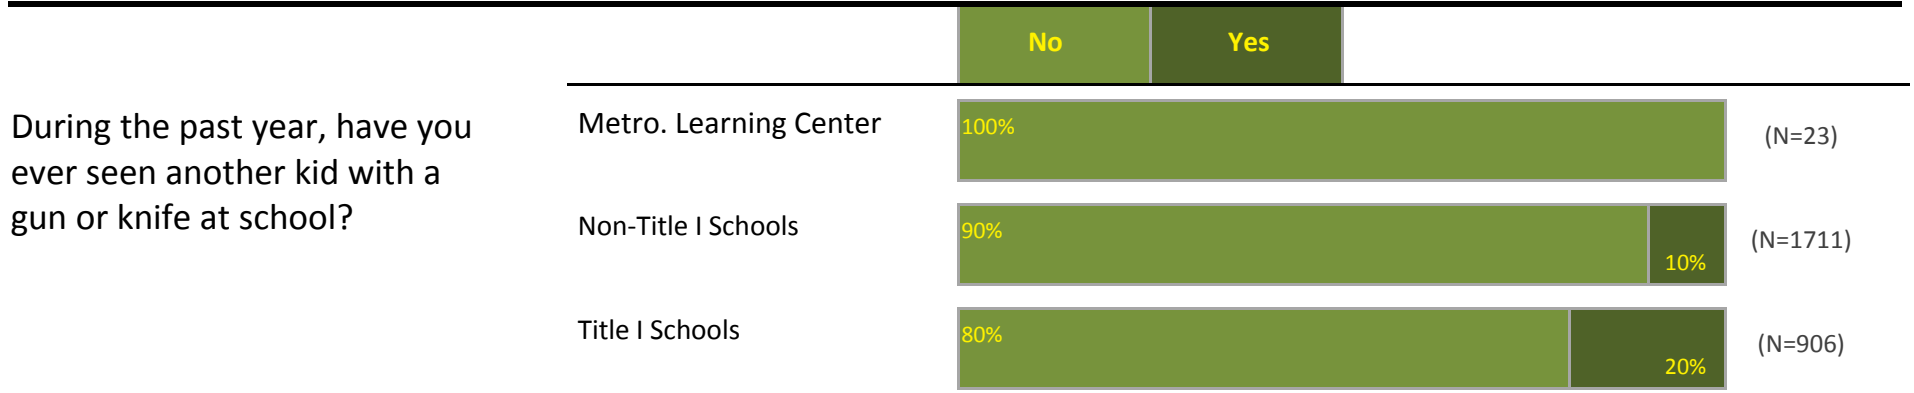 No Yes
During the past year, have you
ever seen another kid with a
gun or knife at school?
Metro. Learning Center 100% (N=23)
Non-Title I Schools 90% 10% (N=1711)
Title I Schools 80% 20% (N=906)